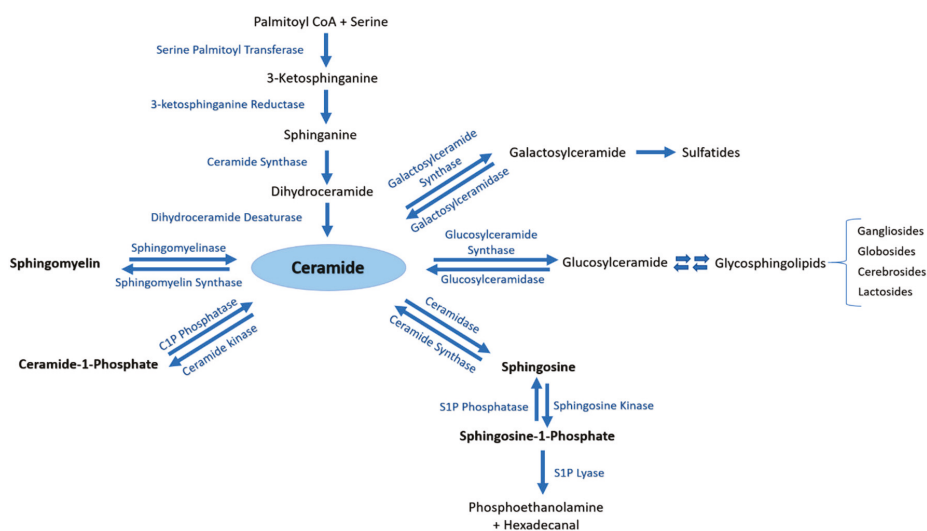 Palmitoyl CoA + Serine
Serine Palmitoyl Transferase
3-Ketosphinganine
3-ketosphinganine Reductase
Sphinganine
Ceramide Synthase
Dihydroceramide
Dihydroceramide Desaturase
Galactosylceramide
Synthase
Galactosylceramidase
Galactosylceramide
Sulfatides
Sphingomyelin
Sphingomyelinase
Sphingomyelin Synthase
Ceramide
Glucosylceramide
Synthase
Glucosylceramidase
Glucosylceramide
Glycosphingolipids
Gangliosides
Globosides
Cerebrosides
Lactosides
C1P Phosphatase
Ceramide kinase
Ceramide-1-Phosphate
Ceramidase
Ceramide Synthase
Sphingosine
S1P Phosphatase
Sphingosine Kinase
Sphingosine-1-Phosphate
S1P Lyase
Phosphoethanolamine
+ Hexadecanal